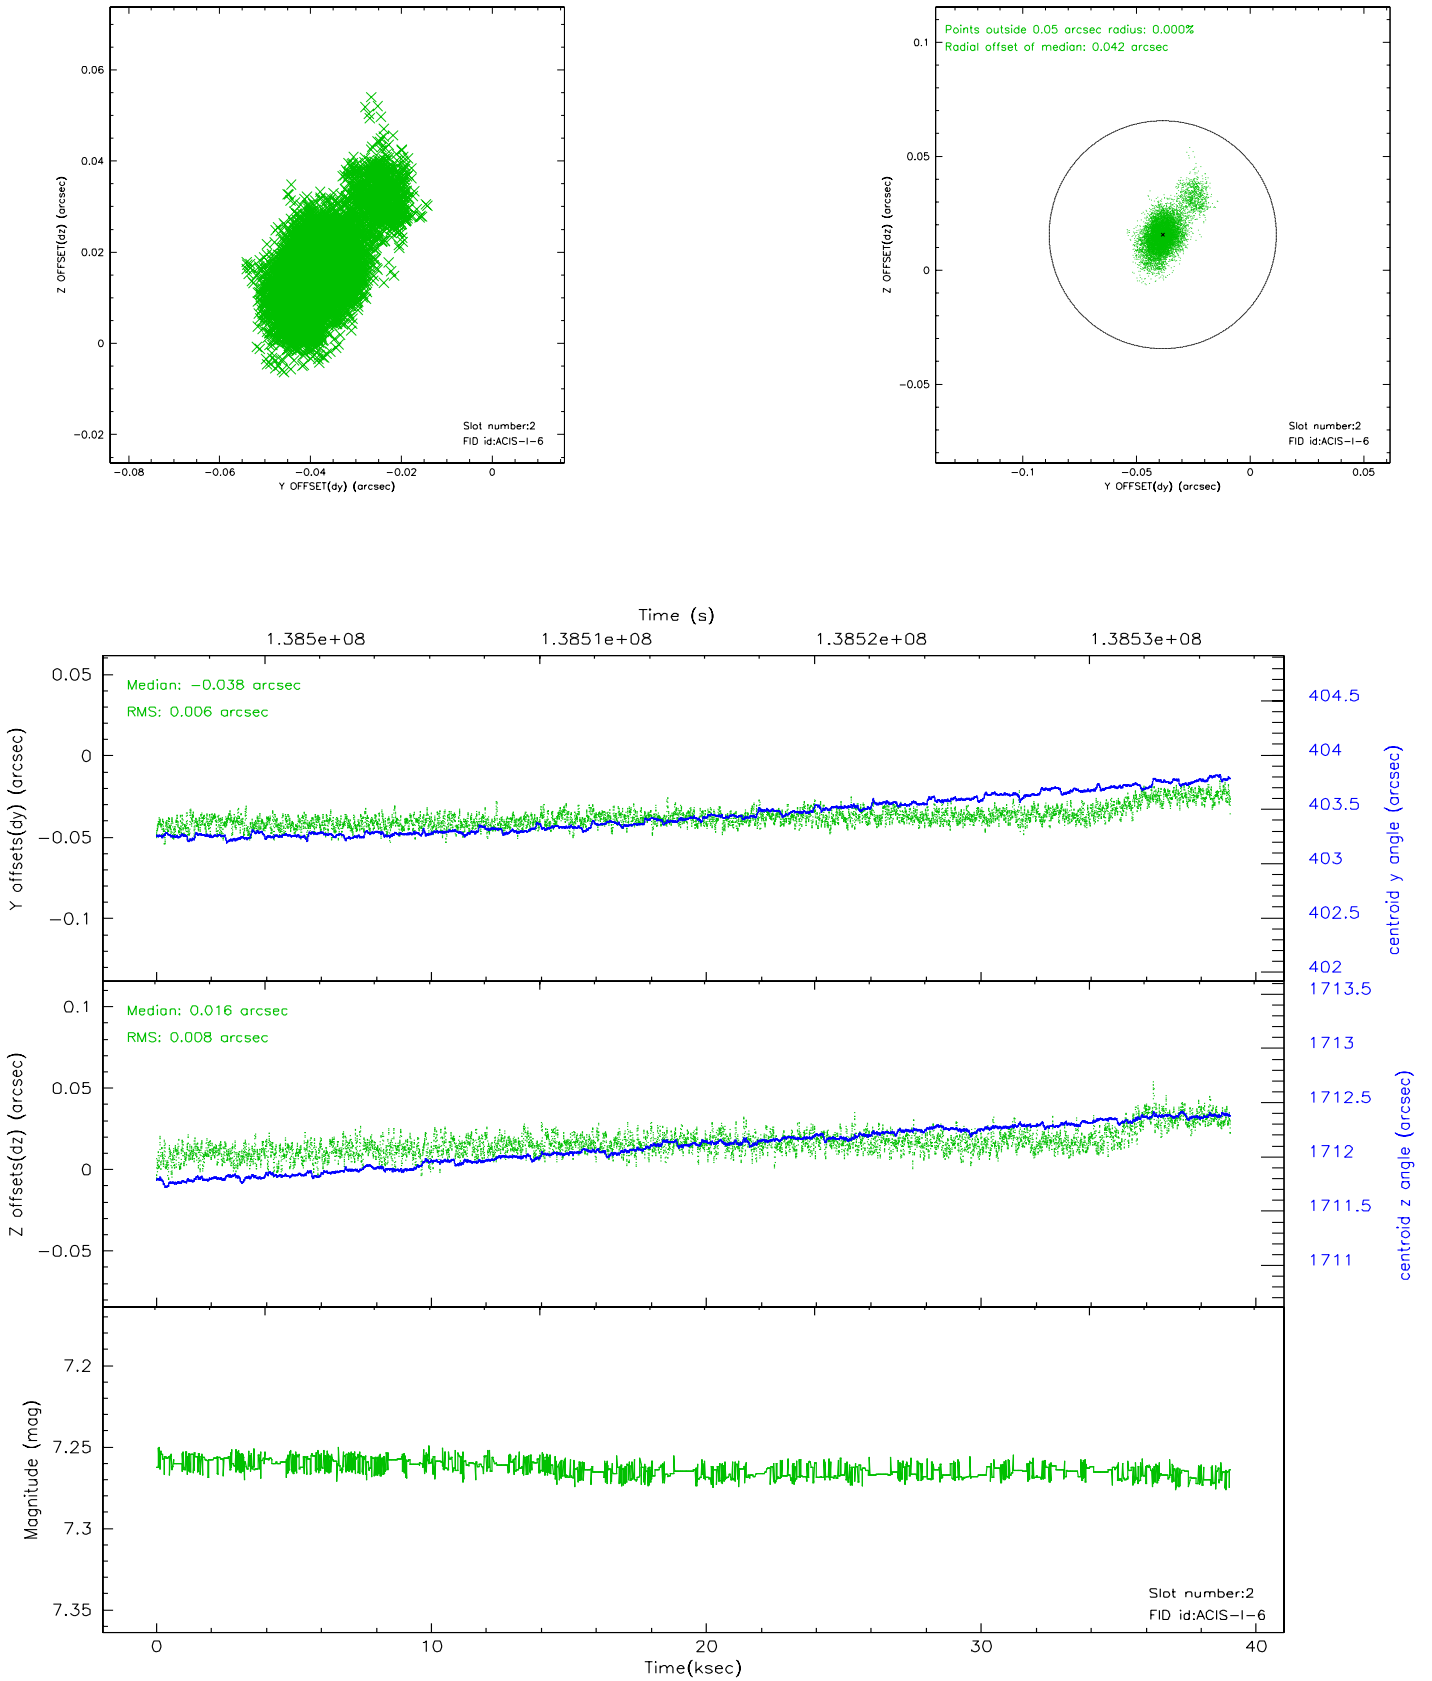 0.06
0.04
0.02
0
−0.02
Z OFFSET(dz) (arcsec)
Slot number:2
FID id:ACIS−I−6
−0.08
−0.06
−0.04
−0.02
0
Y OFFSET(dy) (arcsec)
Points outside 0.05 arcsec radius: 0.000%
Radial offset of median: 0.042 arcsec
0.1
0.05
0
−0.05
Z OFFSET(dz) (arcsec)
Slot number:2
FID id:ACIS−I−6
−0.1
−0.05
0
0.05
Y OFFSET(dy) (arcsec)
Time (s)
1.385e+08
1.3851e+08
1.3852e+08
1.3853e+08
Median: −0.038 arcsec
RMS: 0.006 arcsec
0.05
0
−0.05
−0.1
Y offsets(dy) (arcsec)
404.5
404
403.5
403
402.5
402
centroid y angle (arcsec)
Median: 0.016 arcsec
RMS: 0.008 arcsec
0.1
0.05
0
−0.05
Z offsets(dz) (arcsec)
1713.5
1713
1712.5
1712
1711.5
1711
centroid z angle (arcsec)
7.2
7.25
7.3
7.35
Magnitude (mag)
Slot number:2
FID id:ACIS−I−6
0
10
20
30
40
Time(ksec)